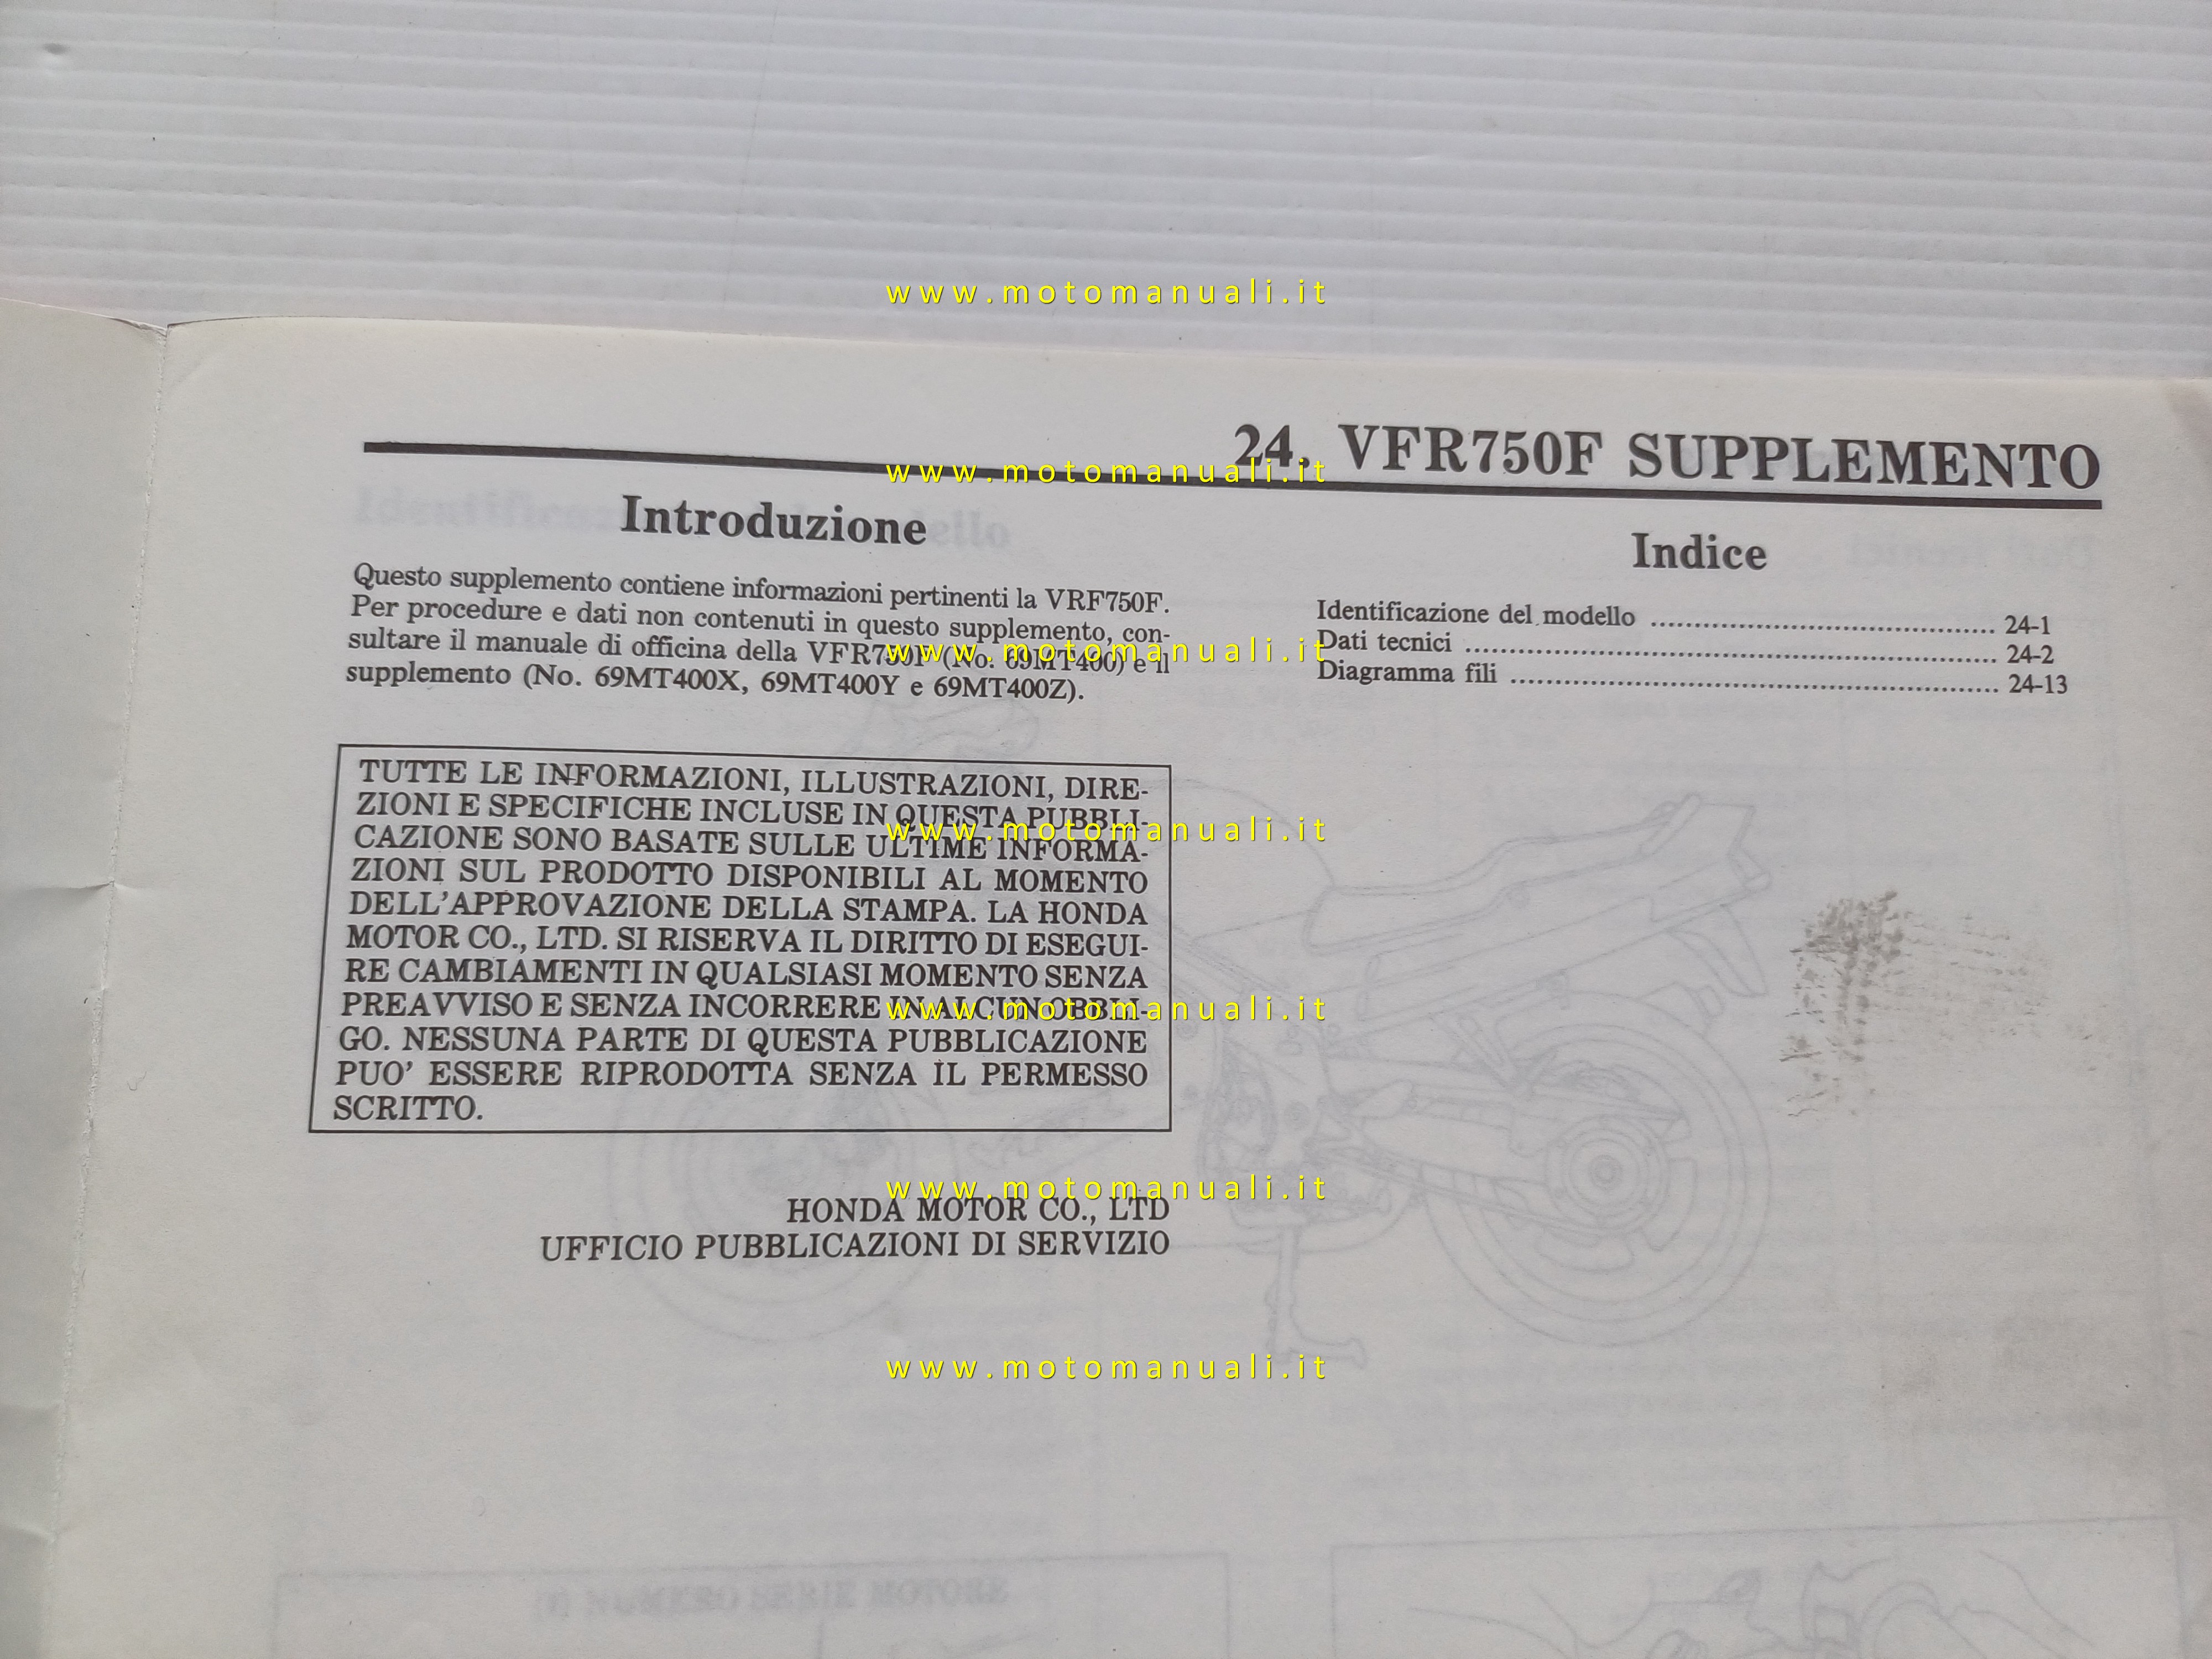 24. VFR750F SUPPLEMENTO
Introduzione
Questo supplemento contiene informazioni pertinenti la VRF750F.
Per procedure e dati non contenuti in questo supplemento, con-
sultare il manuale di officina della VFR750F (No. 69MT400) e il
supplemento (No. 69MT400X, 69MT400Y e 69MT400Z).
TUTTE LE INFORMAZIONI, ILLUSTRAZIONI, DIRE-
ZIONI E SPECIFICHE INCLUSE IN QUESTA PUBBLI-
CAZIONE SONO BASATE SULLE ULTIME INFORMA-
ZIONI SUL PRODOTTO DISPONIBILI AL MOMENTO
DELL'APPROVAZIONE DELLA STAMPA. LA HONDA
MOTOR CO., LTD. SI RISERVA IL DIRITTO DI ESEGUI-
RE CAMBIAMENTI IN QUALSIASI MOMENTO SENZA
PREAVVISO E SENZA INCORRERE IN ALCUN OBBLI-
GO. NESSUNA PARTE DI QUESTA PUBBLICAZIONE
PUO' ESSERE RIPRODOTTA SENZA IL PERMESSO
SCRITTO.
HONDA MOTOR CO., LTD
UFFICIO PUBBLICAZIONI DI SERVIZIO
Indice
Identificazione del modello ........................................ 24-1
Dati tecnici ........................................ 24-2
Diagramma fili ........................................ 24-13
(1) NUMERO SERIE MOTORE
www.motomanuali.it
www.motomanuali.it
www.motomanuali.it
www.motomanuali.it
www.motomanuali.it
www.motomanuali.it
www.motomanuali.it